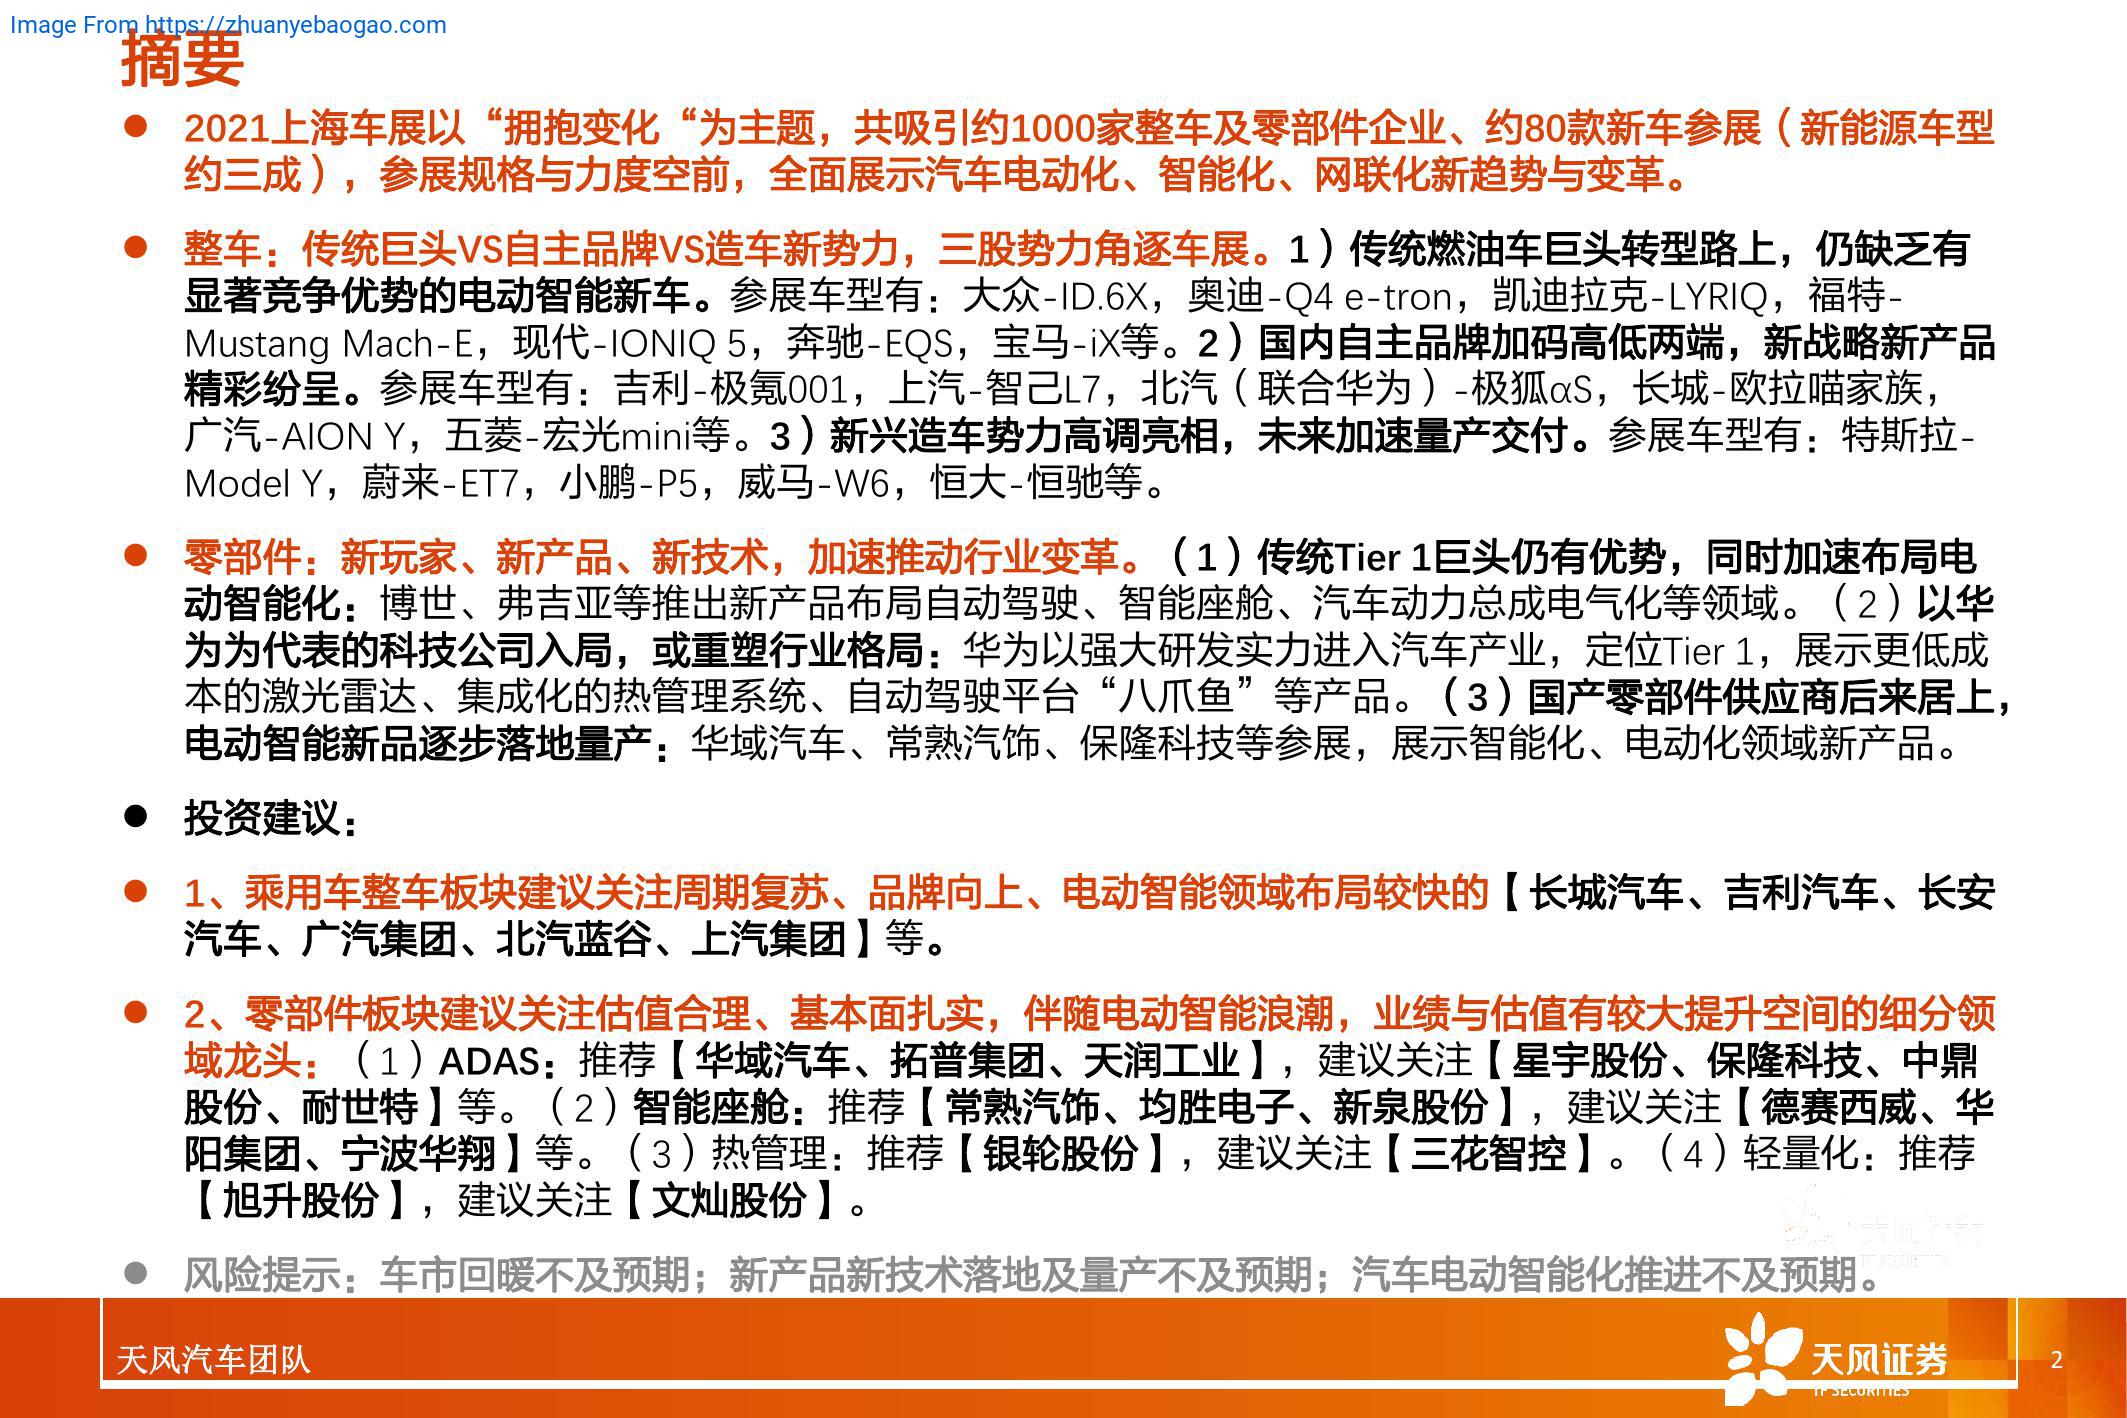 Image From https://zhuanyebaogao.com
摘要
● 2021上海车展以“拥抱变化“为主题，共吸引约1000家整车及零部件企业、约80款新车参展（新能源车型
约三成），参展规格与力度空前，全面展示汽车电动化、智能化、网联化新趋势与变革。
● 整车：传统巨头VS自主品牌VS造车新势力，三股势力角逐车展。1）传统燃油车巨头转型路上，仍缺乏有
显著竞争优势的电动智能新车。参展车型有：大众-ID.6X，奥迪-Q4 e-tron，凯迪拉克-LYRIQ，福特-
Mustang Mach-E，现代-IONIQ 5，奔驰-EQS，宝马-iX等。2）国内自主品牌加码高低两端，新战略新产品
精彩纷呈。参展车型有：吉利-极氪001，上汽-智己L7，北汽（联合华为）-极狐αS，长城-欧拉喵家族，
广汽-AION Y，五菱-宏光mini等。3）新兴造车势力高调亮相，未来加速量产交付。参展车型有：特斯拉-
Model Y，蔚来-ET7，小鹏-P5，威马-W6，恒大-恒驰等。
● 零部件：新玩家、新产品、新技术，加速推动行业变革。（1）传统Tier 1巨头仍有优势，同时加速布局电
动智能化：博世、弗吉亚等推出新产品布局自动驾驶、智能座舱、汽车动力总成电气化等领域。（2）以华
为为代表的科技公司入局，或重塑行业格局：华为以强大研发实力进入汽车产业，定位Tier 1，展示更低成
本的激光雷达、集成化的热管理系统、自动驾驶平台“八爪鱼”等产品。（3）国产零部件供应商后来居上，
电动智能新品逐步落地量产：华域汽车、常熟汽饰、保隆科技等参展，展示智能化、电动化领域新产品。
● 投资建议：
● 1、乘用车整车板块建议关注周期复苏、品牌向上、电动智能领域布局较快的【长城汽车、吉利汽车、长安
汽车、广汽集团、北汽蓝谷、上汽集团】等。
● 2、零部件板块建议关注估值合理、基本面扎实，伴随电动智能浪潮，业绩与估值有较大提升空间的细分领
域龙头：（1）ADAS：推荐【华域汽车、拓普集团、天润工业】，建议关注【星宇股份、保隆科技、中鼎
股份、耐世特】等。（2）智能座舱：推荐【常熟汽饰、均胜电子、新泉股份】，建议关注【德赛西威、华
阳集团、宁波华翔】等。（3）热管理：推荐【银轮股份】，建议关注【三花智控】。（4）轻量化：推荐
【旭升股份】，建议关注【文灿股份】。
● 风险提示：车市回暖不及预期；新产品新技术落地及量产不及预期；汽车电动智能化推进不及预期。
天风汽车团队
天风证券
TF SECURITIES
2